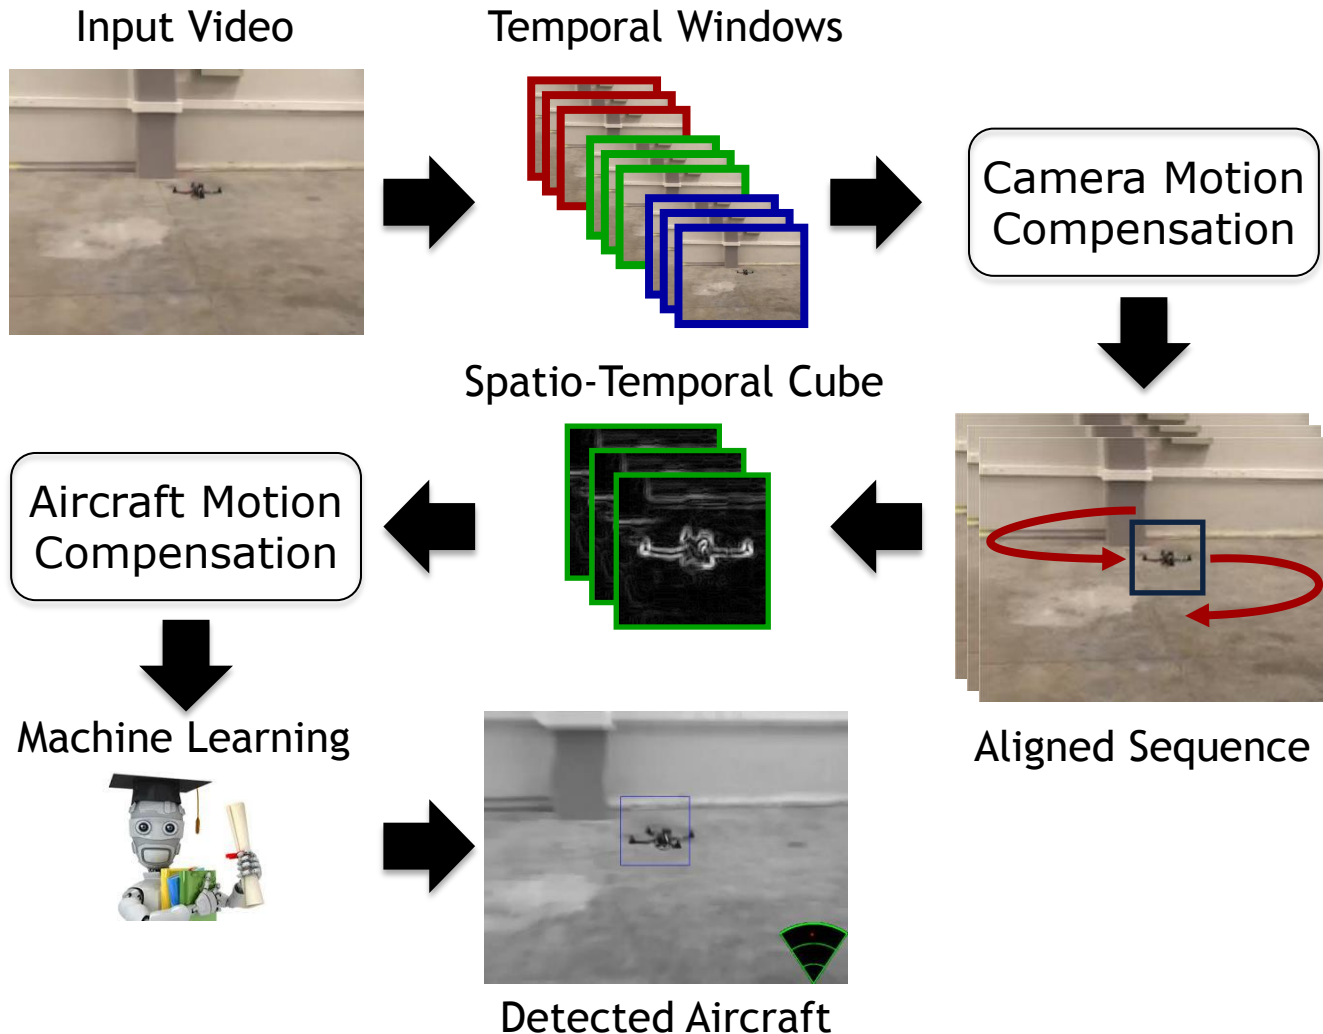 Input Video
Temporal Windows
Camera Motion
Compensation
Aligned Sequence
Spatio-Temporal Cube
Aircraft Motion
Compensation
Machine Learning
Detected Aircraft